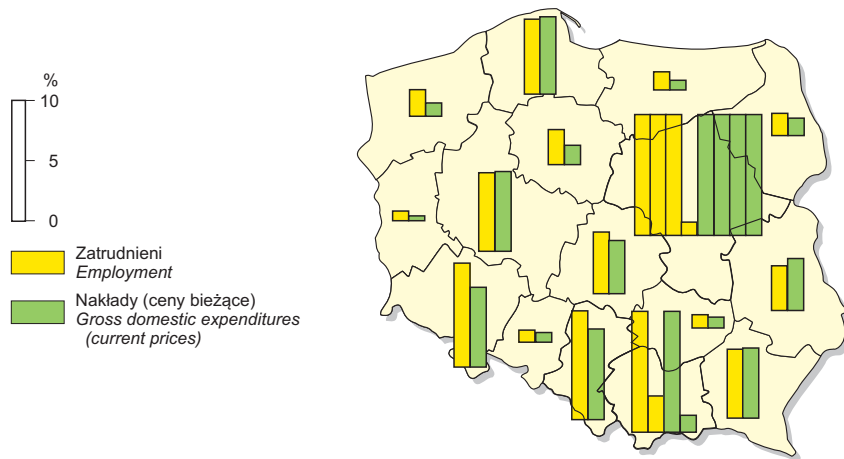 %
10
5
0
Zatrudnieni
Employment
Nakłady (ceny bieżące)
Gross domestic expenditures
(current prices)